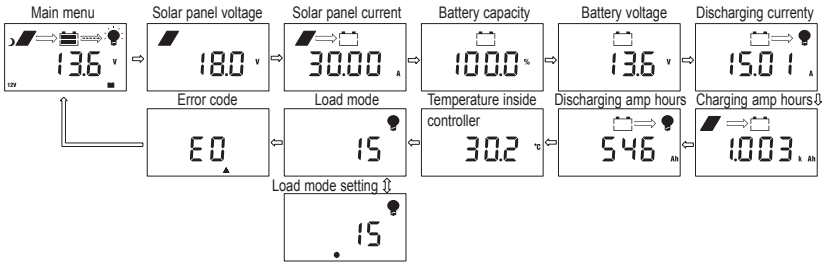 Main menu
13.6 V
12V
Solar panel voltage
18.0 V
Solar panel current
30.00 A
Battery capacity
100.0 %
Battery voltage
13.6 V
Discharging currenty
15.01 A
Charging amp hours
1.003 k Ah
Discharging amp hours
546 Ah
Temperature inside
controller
30.2 °C
Load mode
15
Error code
E0
Load mode setting
15